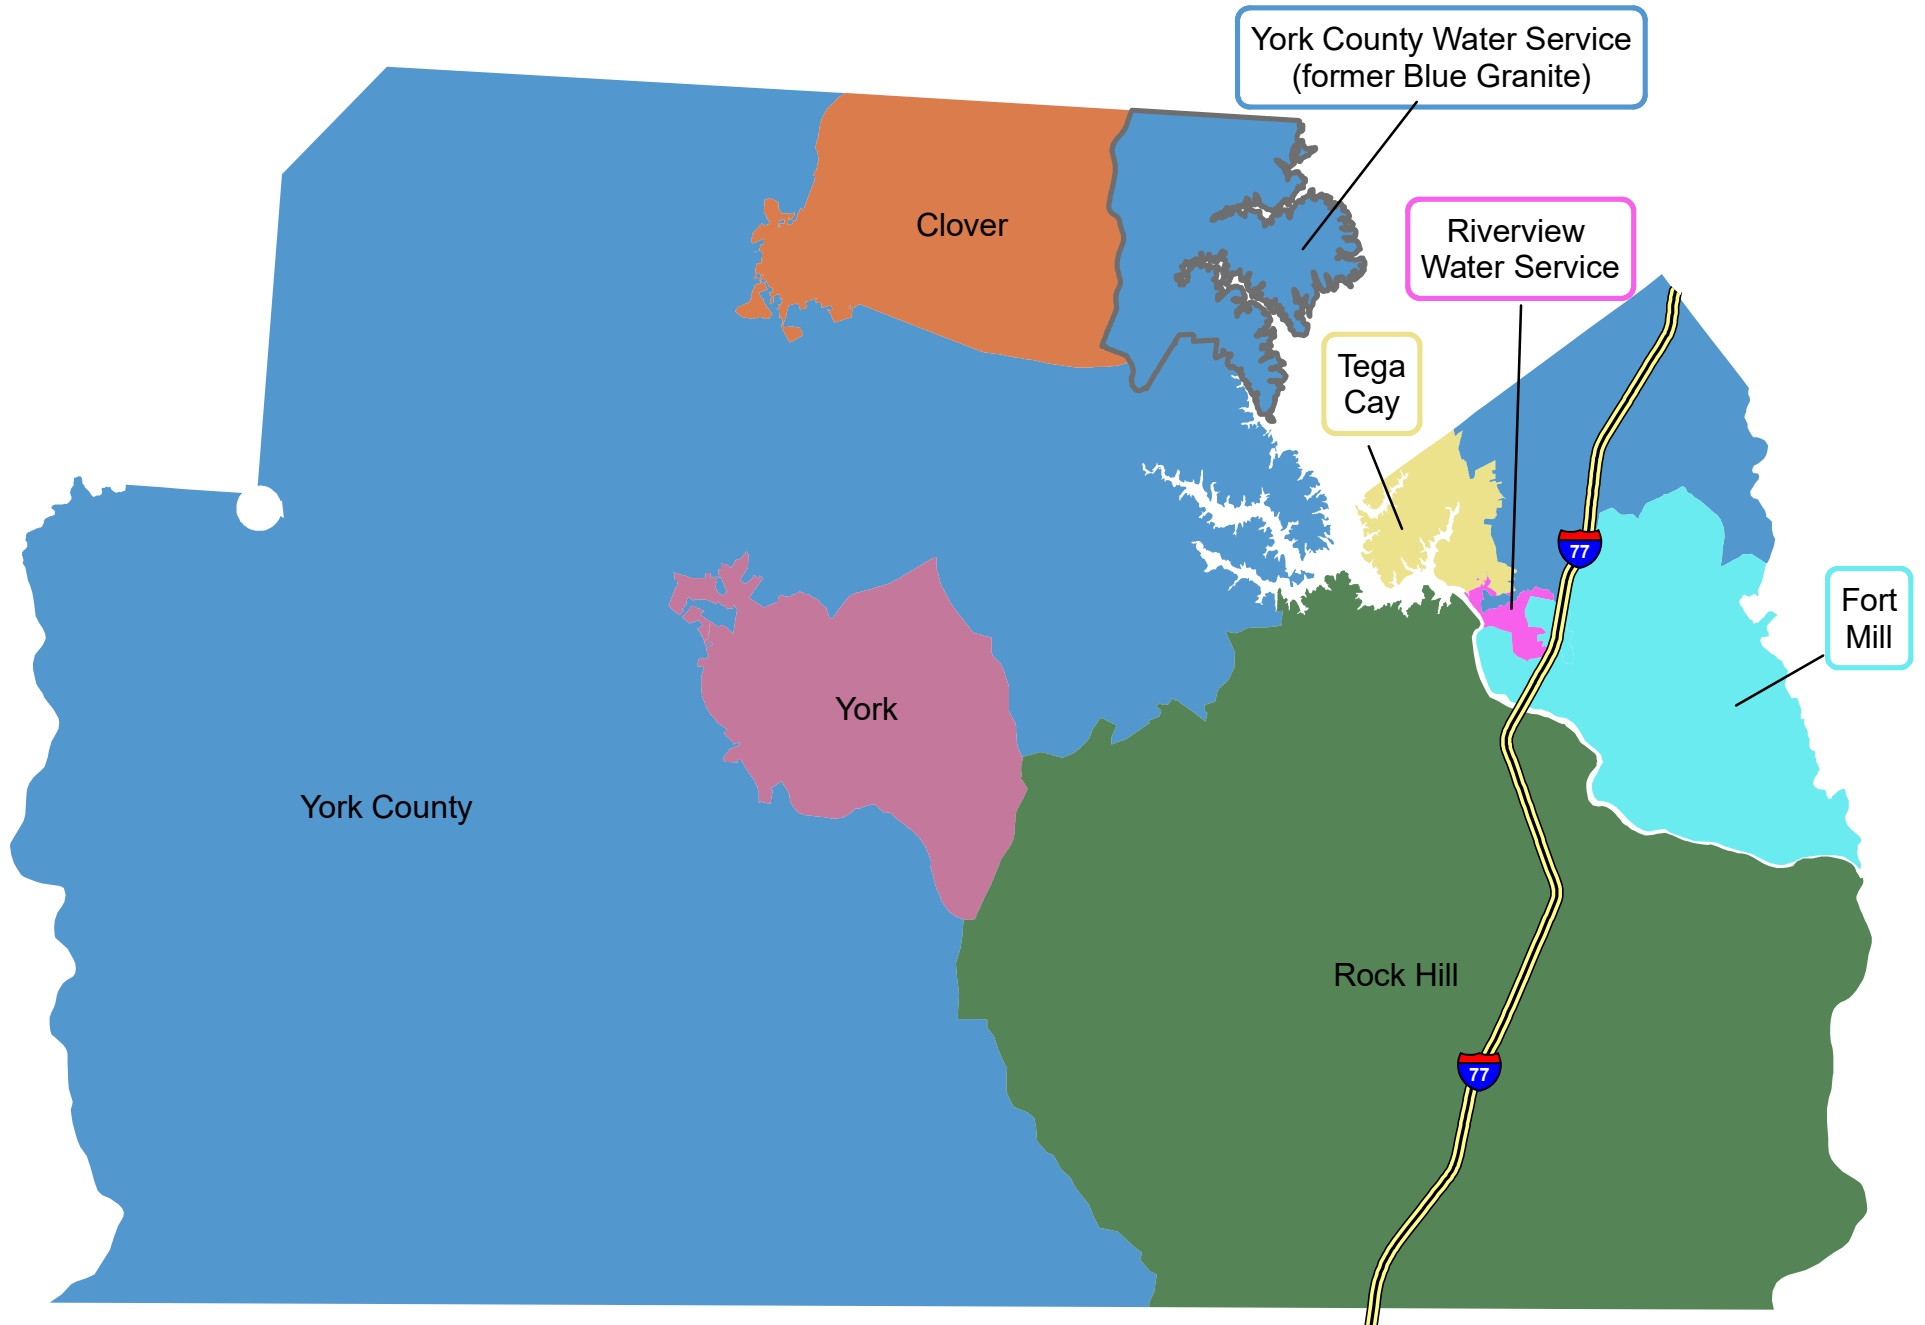 York County Water Service
(former Blue Granite)
Clover
Riverview
Water Service
Tega
Cay
77
Fort
Mill
York
York County
Rock Hill
77